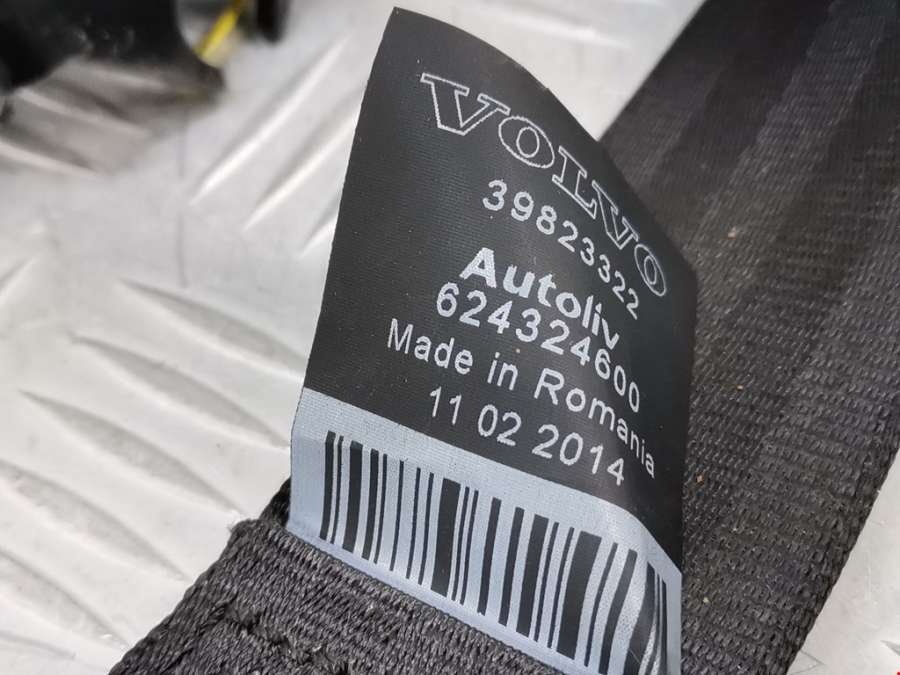 VOLVO
39823322
Autoliv
624324600
Made in Romania
11 02 2014